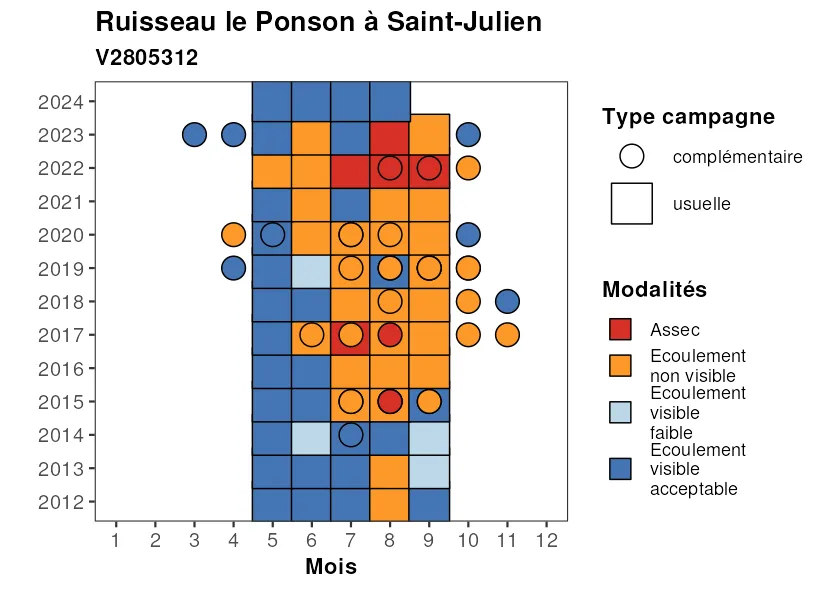 Ruisseau le Ponson à Saint-Julien
V2805312
2024
2023
2022
2021
2020
2019
2018
2017
2016
2015
2014
2013
2012
1 2 3 4 5 6 7 8 9 10 11 12
Mois
Type campagne
complémentaire
usuelle
Modalités
Assec
Ecoulement
non visible
Ecoulement
visible
faible
Ecoulement
visible
acceptable